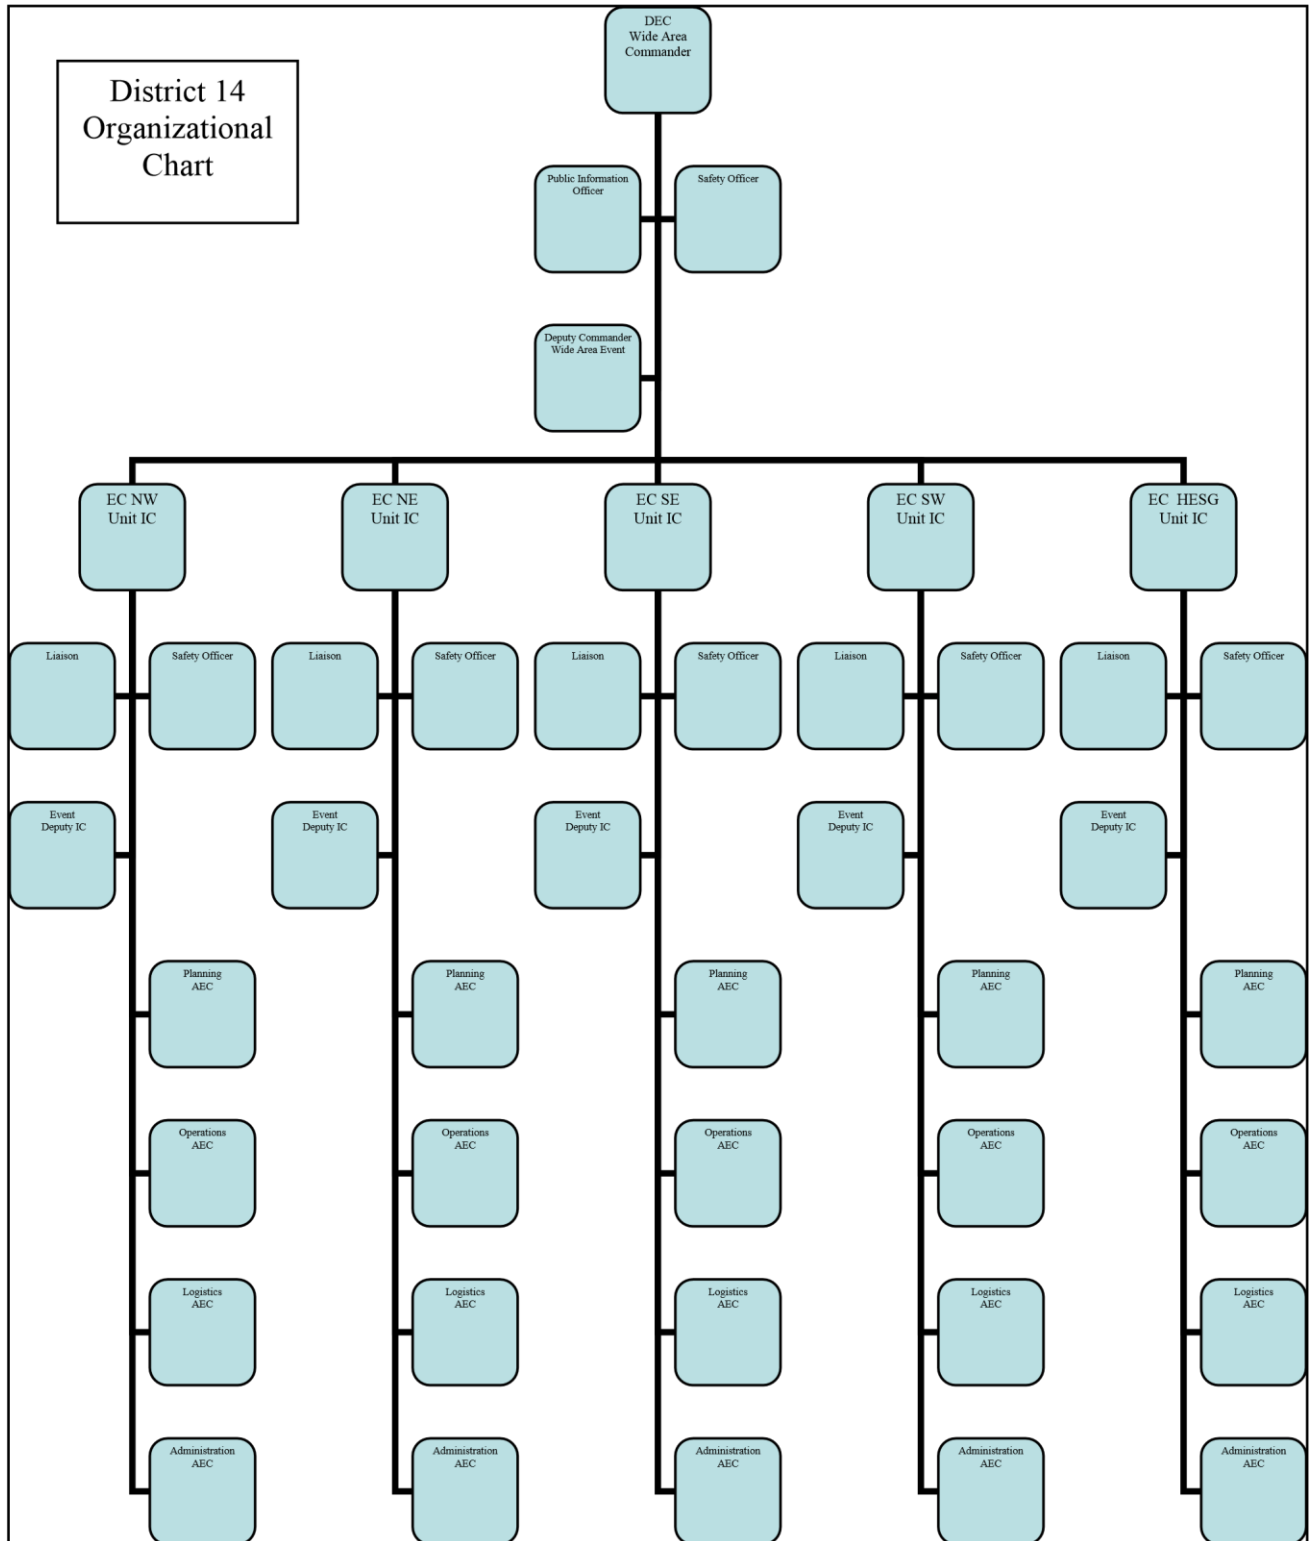 DEC
Wide Area
Commander
District 14
Organizational
Chart
Public Information
Officer
Safety Officer
Deputy Commander
Wide Area Event
EC NW
Unit IC
EC NE
Unit IC
EC SE
Unit IC
EC SW
Unit IC
EC HESG
Unit IC
Liaison
Safety Officer
Liaison
Safety Officer
Liaison
Safety Officer
Liaison
Safety Officer
Liaison
Safety Officer
Event
Deputy IC
Event
Deputy IC
Event
Deputy IC
Event
Deputy IC
Event
Deputy IC
Planning
AEC
Planning
AEC
Planning
AEC
Planning
AEC
Planning
AEC
Operations
AEC
Operations
AEC
Operations
AEC
Operations
AEC
Operations
AEC
Logistics
AEC
Logistics
AEC
Logistics
AEC
Logistics
AEC
Logistics
AEC
Administration
AEC
Administration
AEC
Administration
AEC
Administration
AEC
Administration
AEC